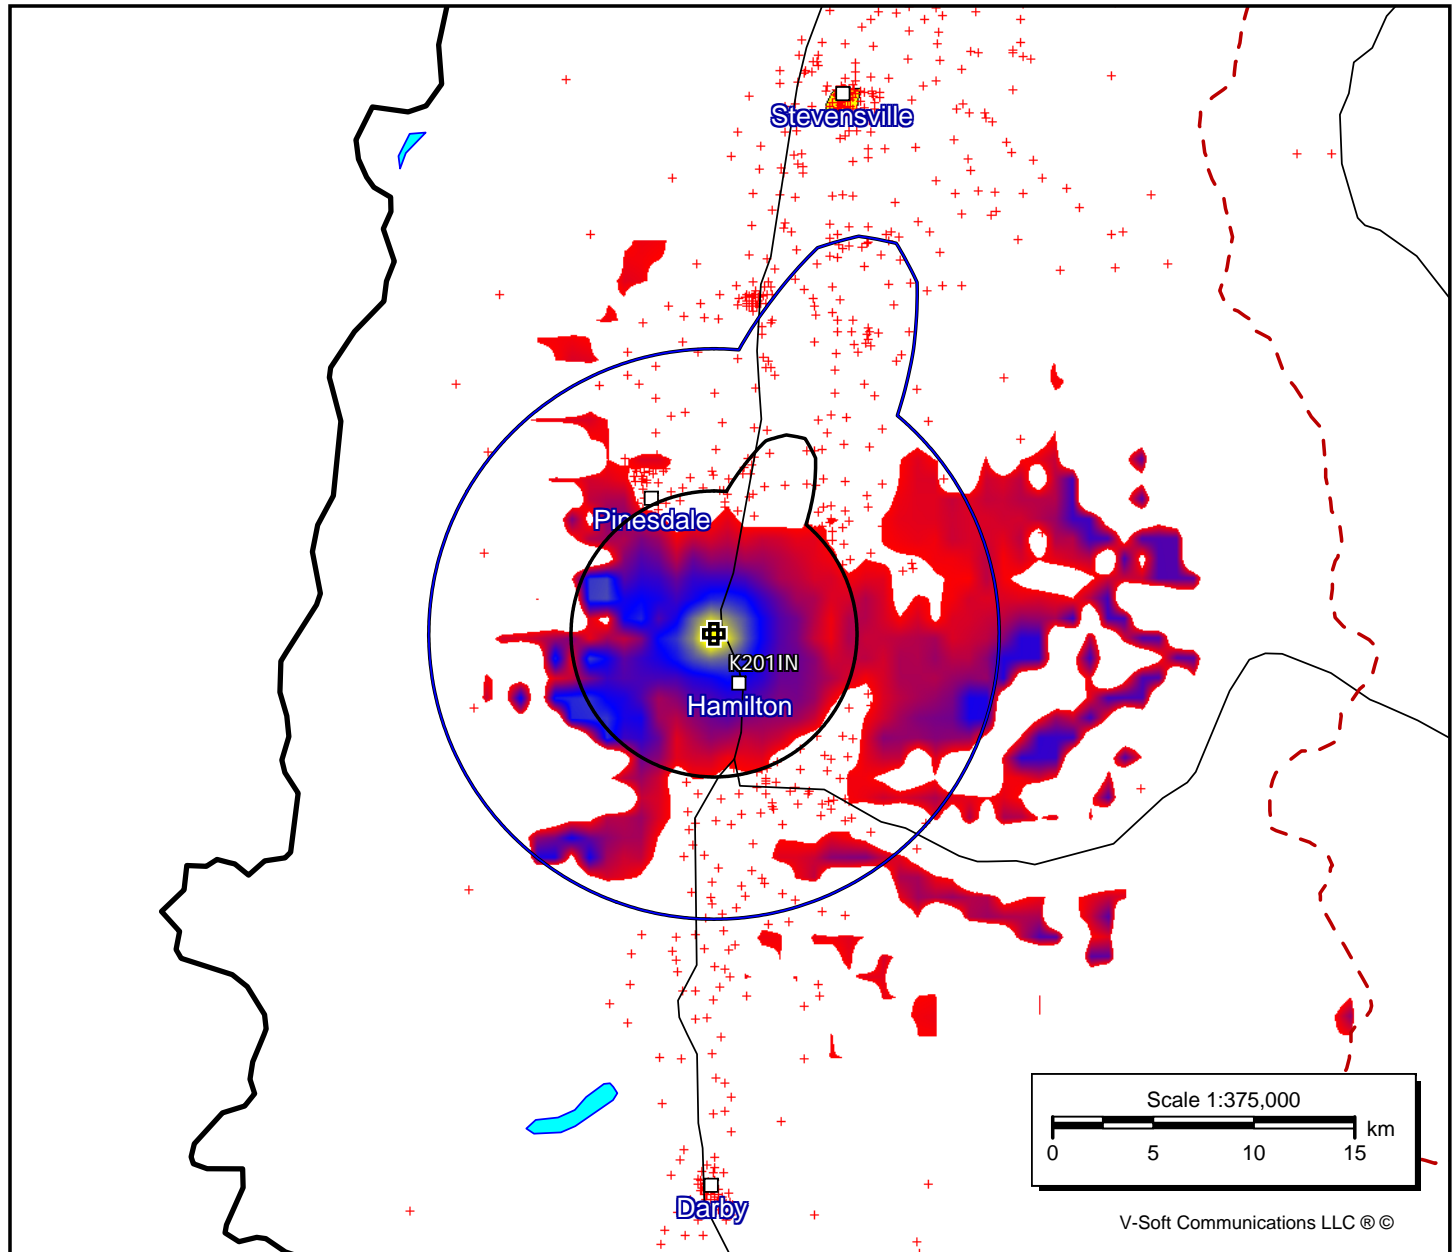 Stevensville
Pinesdale
K201IN
Hamilton
Scale 1:375,000
km
0 5 10 15
Darby
V-Soft Communications LLC ® ©